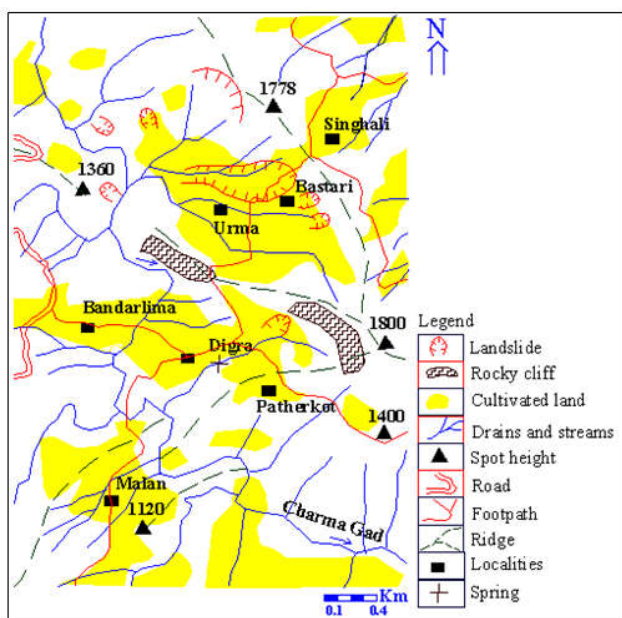 N
1778
Singhali
1360
Bastari
Urma
Bandarlima
1800
Digra
Patherkot
1400
Malan
1120
Charma Gad
Km
0.1 0.4
Legend
Landslide
Rocky cliff
Cultivated land
Drains and streams
Spot height
Road
Footpath
Ridge
Localities
Spring